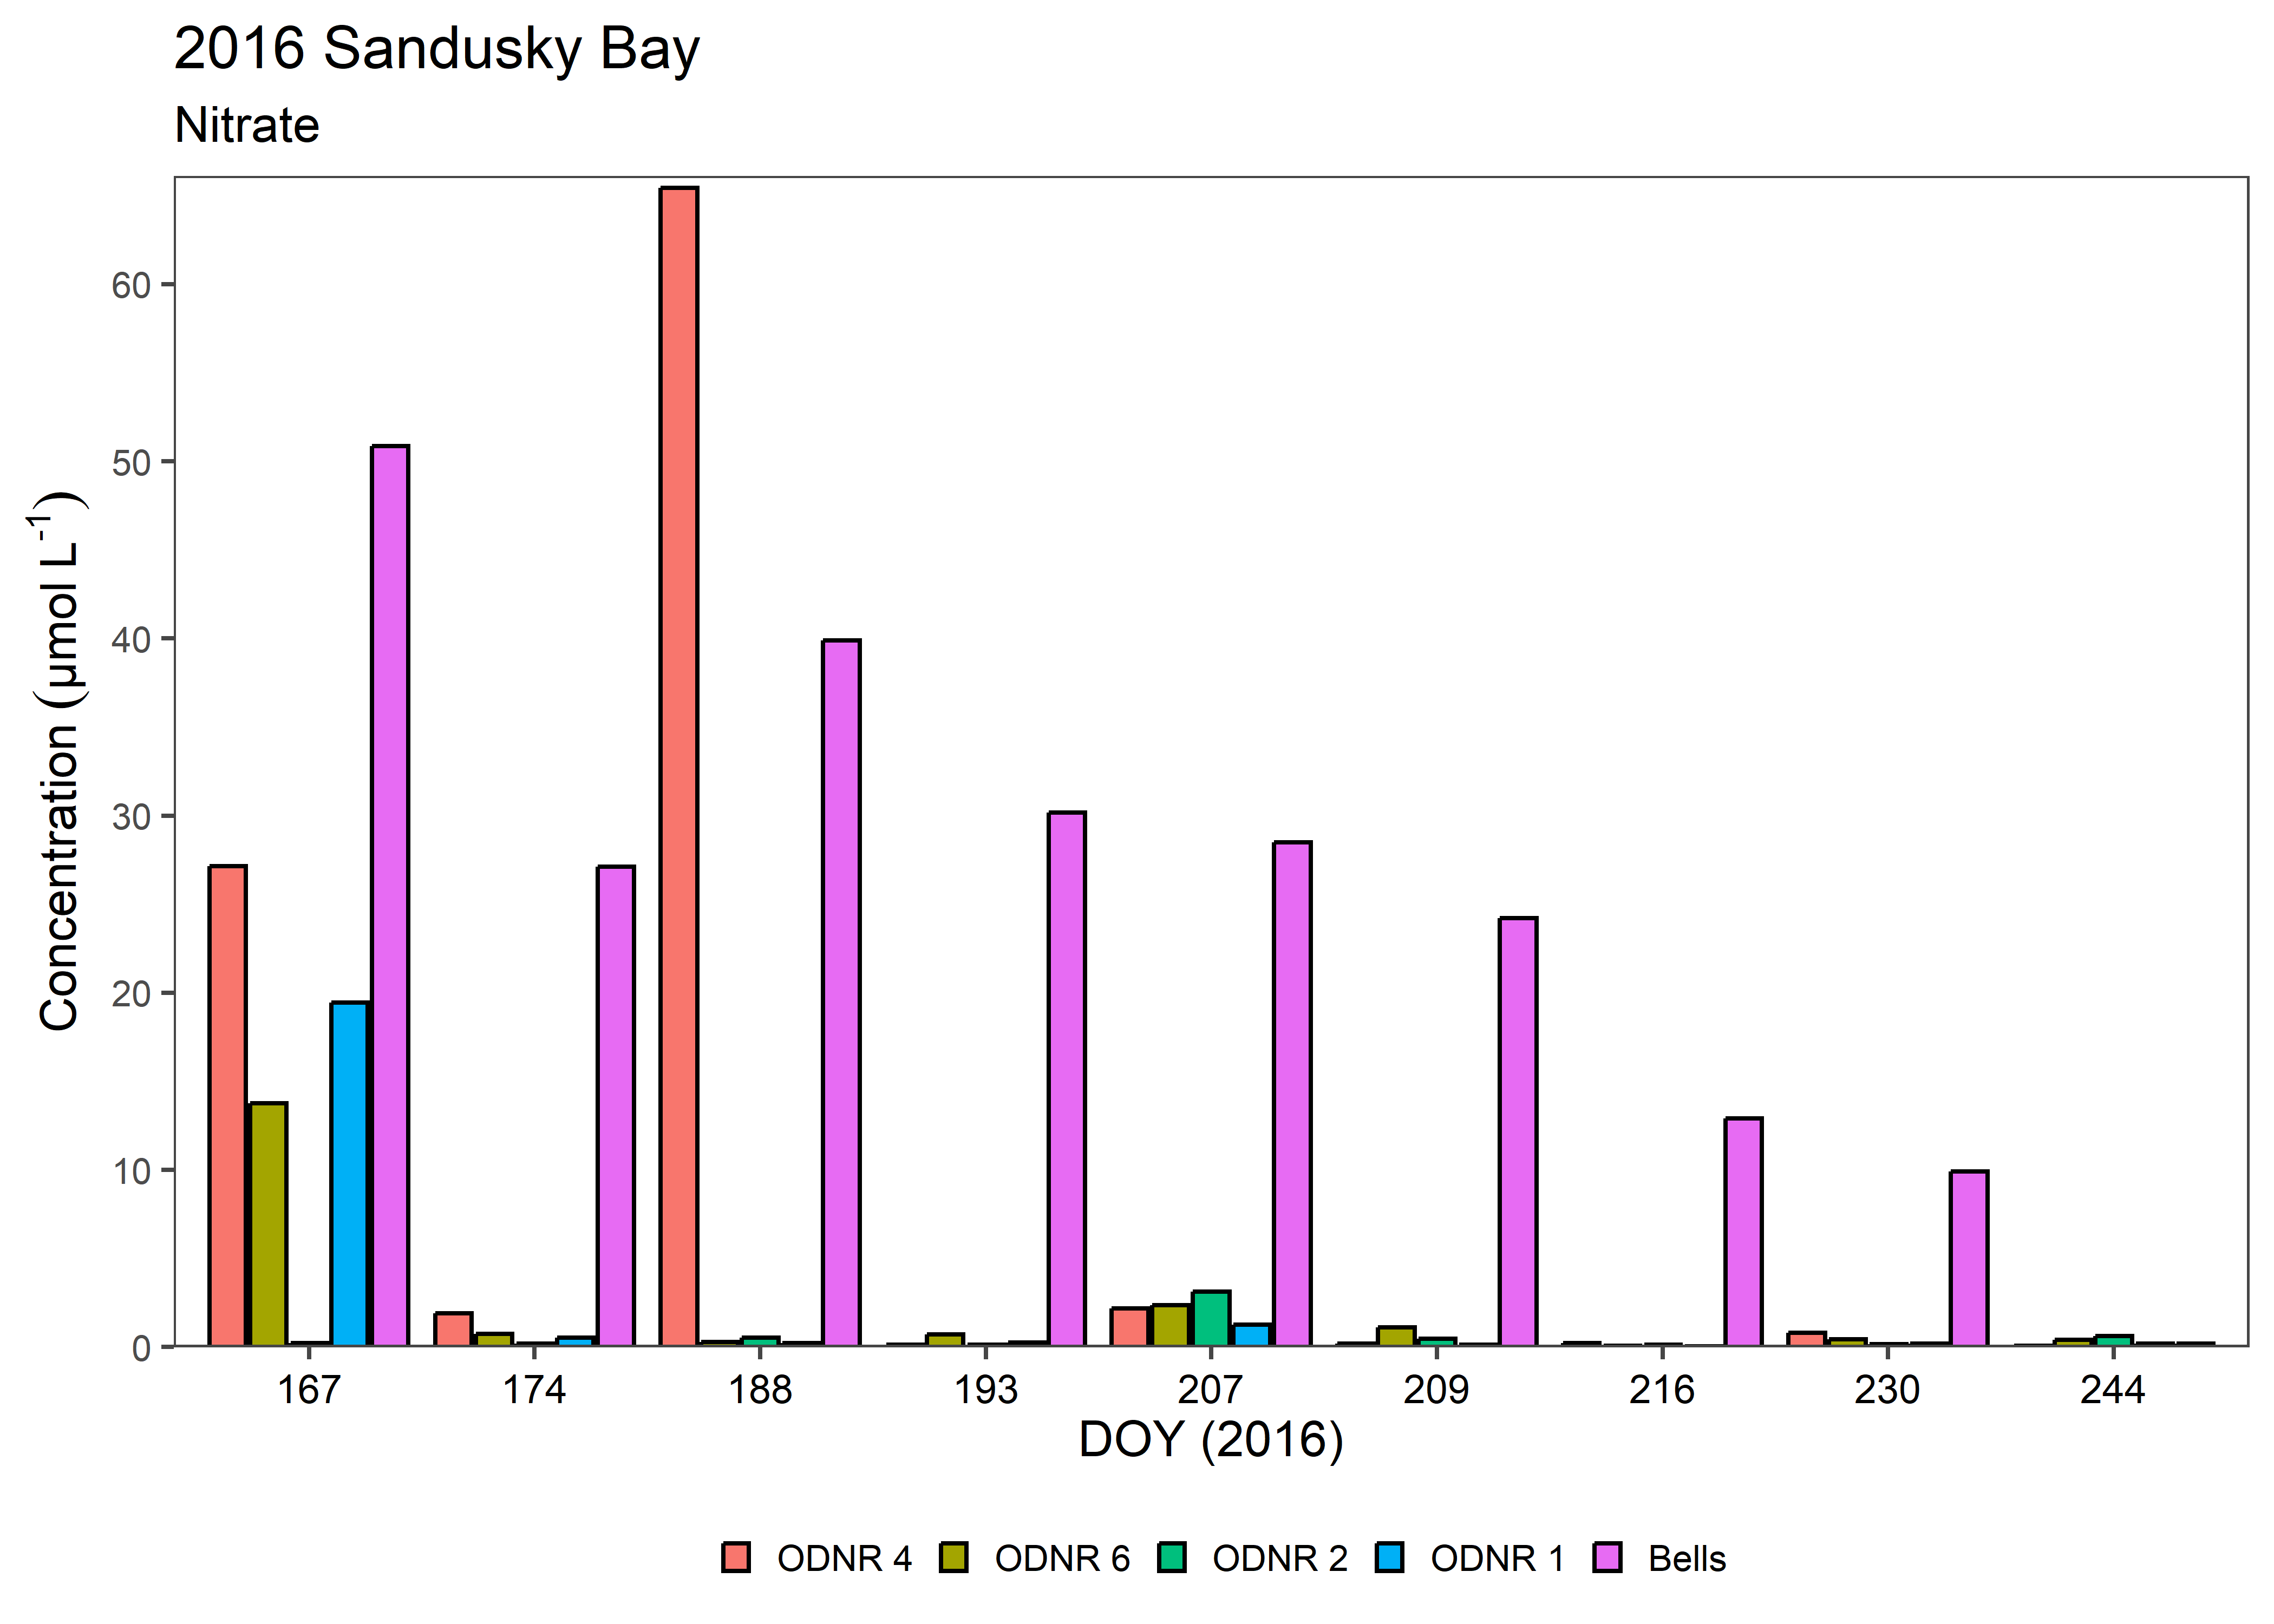 2016 Sandusky Bay
Nitrate
Concentration (µmol L⁻¹)
60
50
40
30
20
10
0
167 174 188 193 207 209 216 230 244
DOY (2016)
ODNR 4 ODNR 6 ODNR 2 ODNR 1 Bells